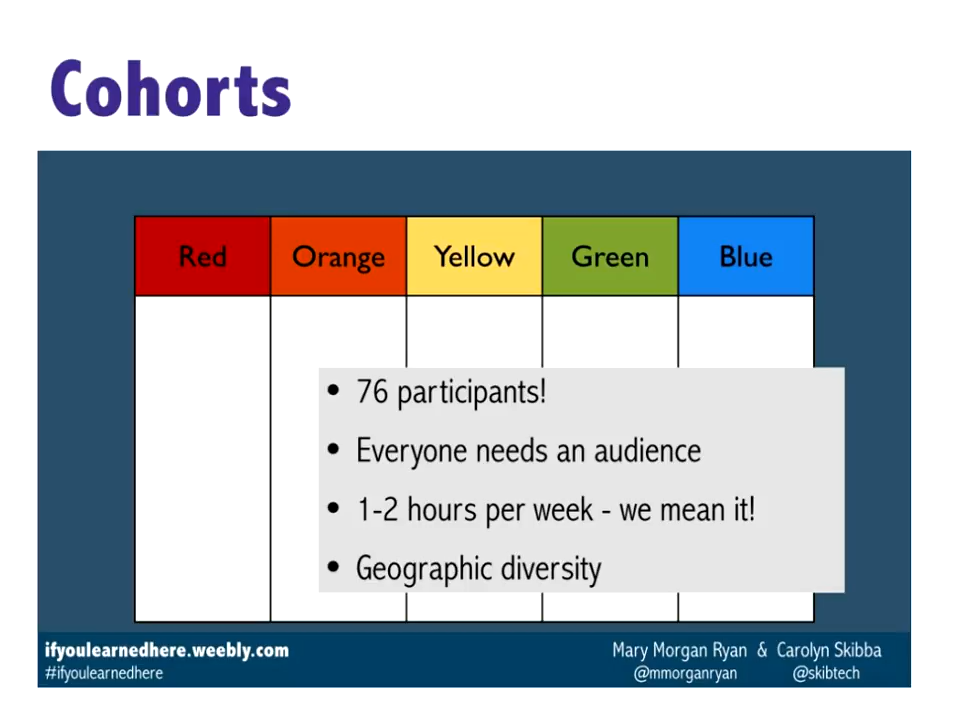 Cohorts
Red Orange Yellow Green Blue
• 76 participants!
• Everyone needs an audience
• 1-2 hours per week - we mean it!
• Geographic diversity
ifyoulearnedhere.weebly.com
#ifyoulearnedhere
Mary Morgan Ryan & Carolyn Skibba
@mmorganryan @skibtech